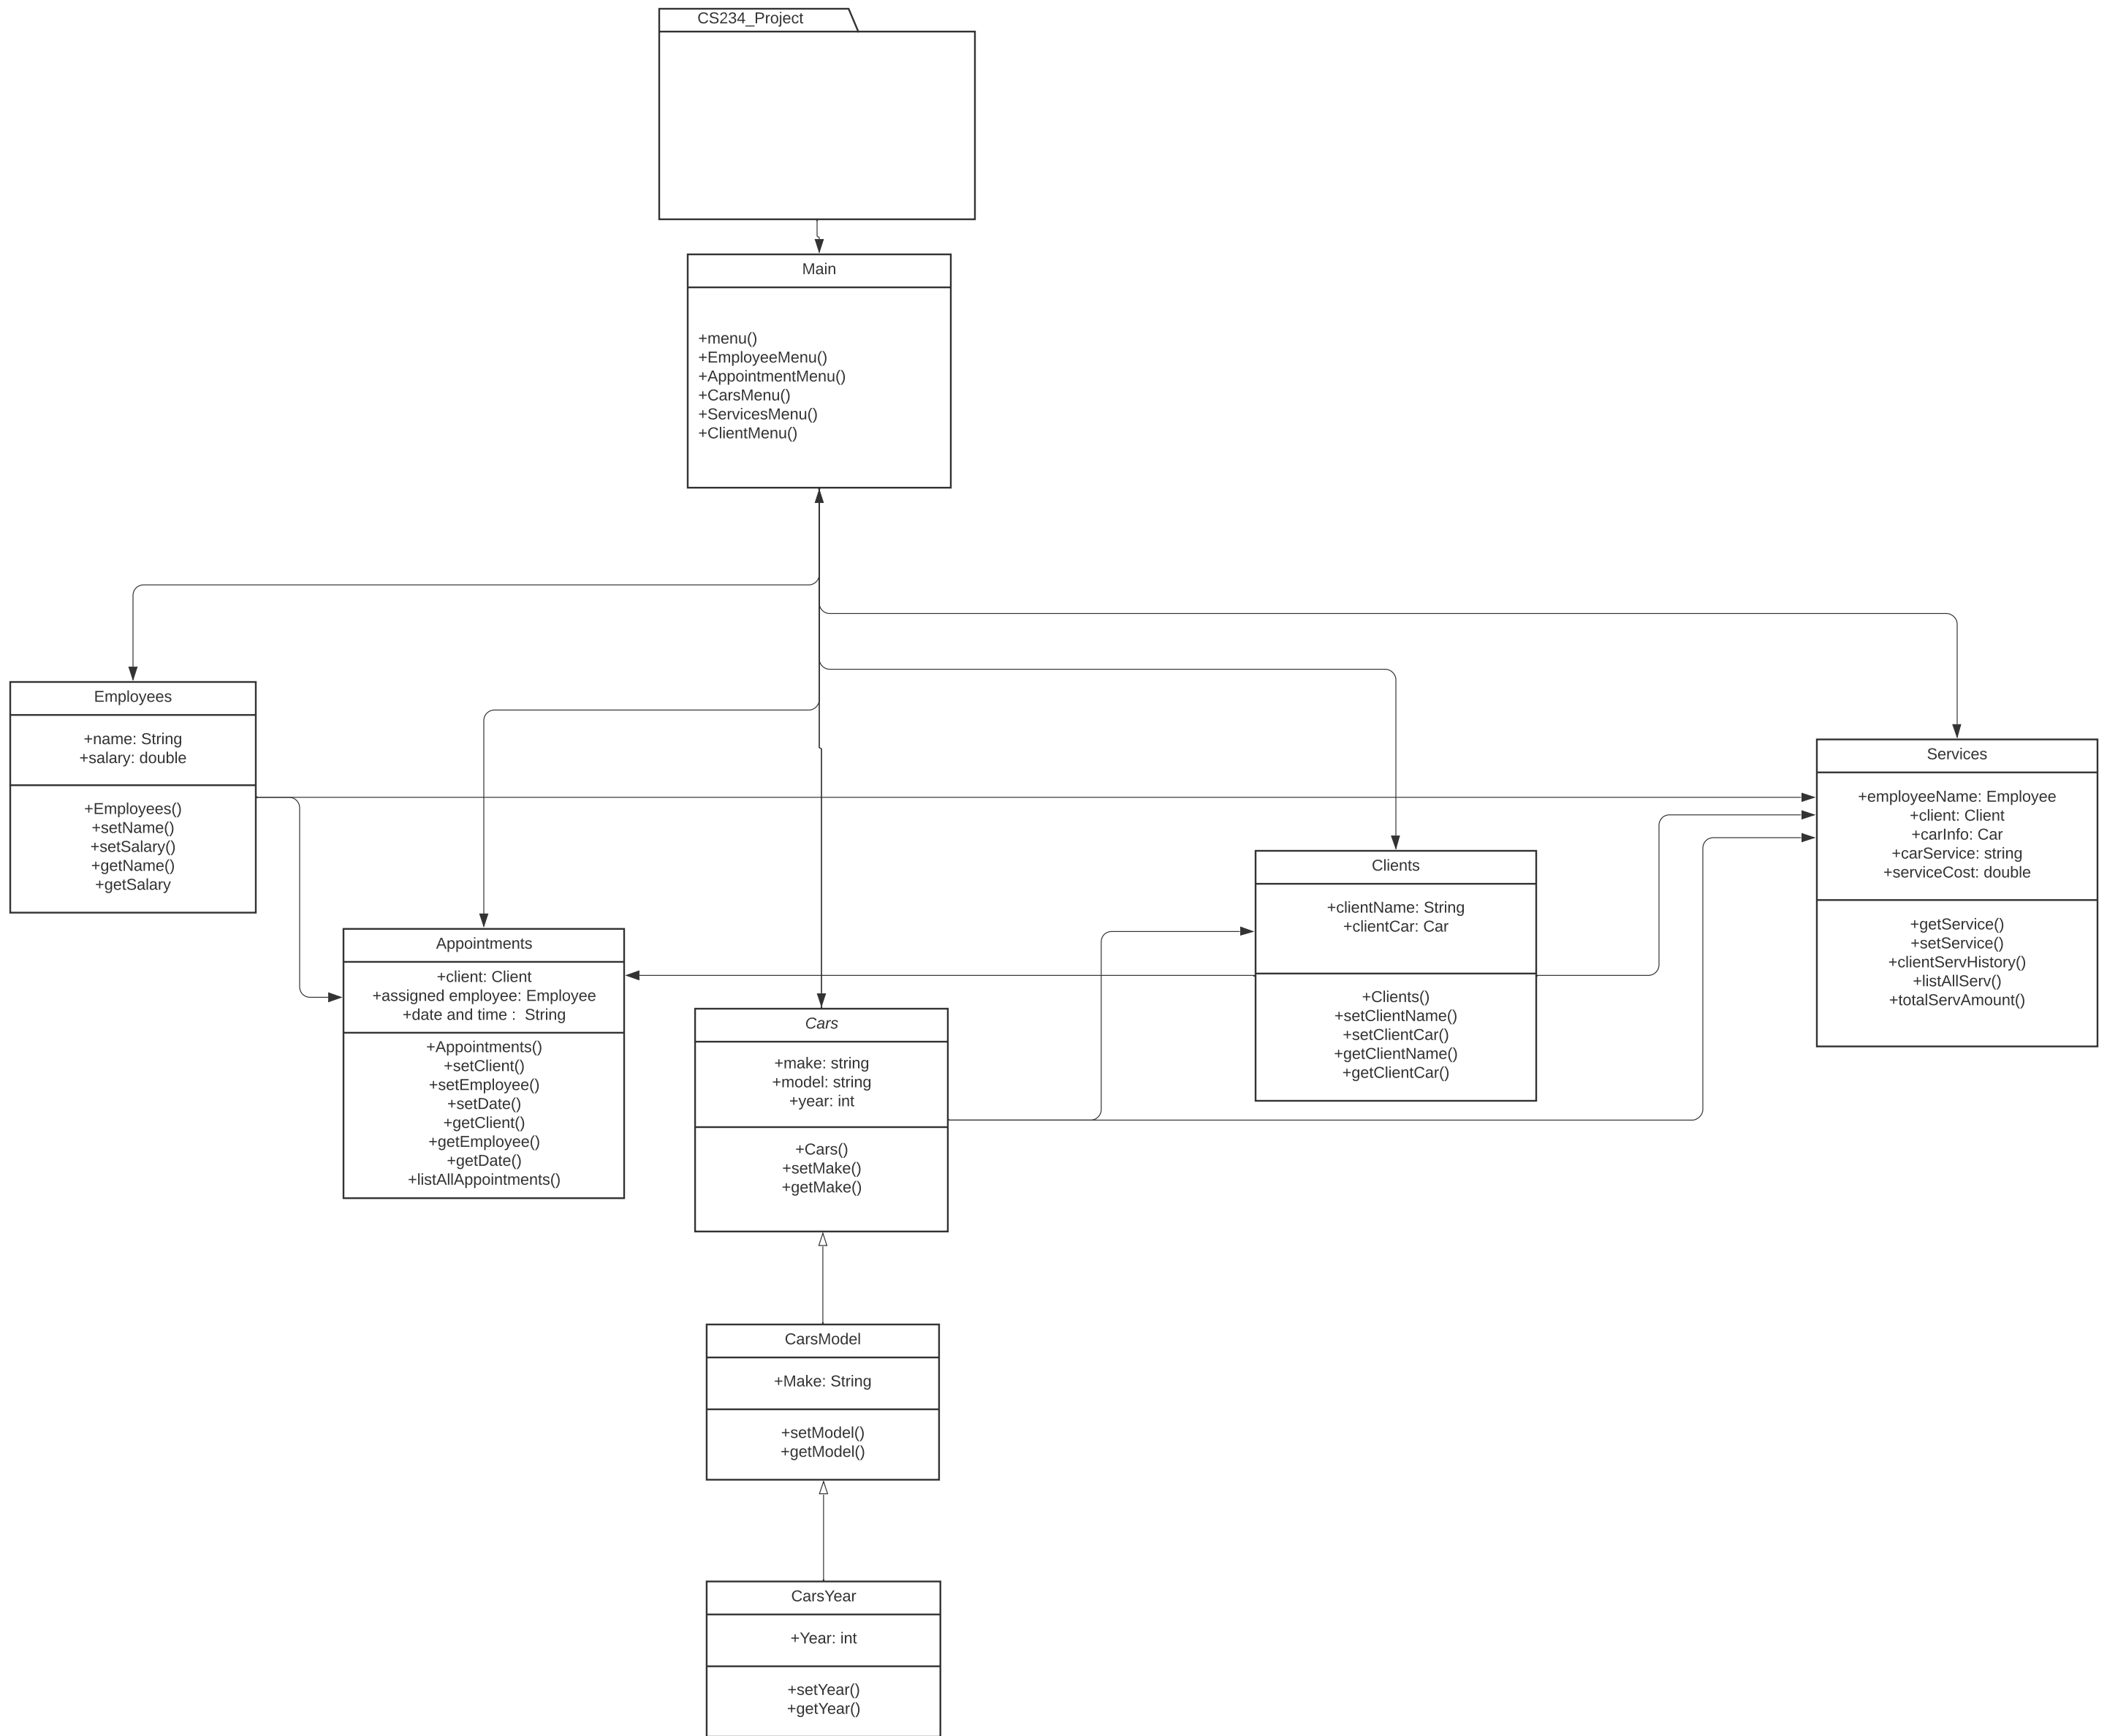 CS234_Project
Main
+menu()
+EmployeeMenu()
+AppointmentMenu()
+CarsMenu()
+ServicesMenu()
+ClientMenu()
Employees
+name: String
+salary: double
+Employees()
+setName()
+setSalary()
+getName()
+getSalary
Appointments
+client: Client
+assigned employee: Employee
+date and time :  String
+Appointments()
+setClient()
+setEmployee()
+setDate()
+getClient()
+getEmployee()
+getDate()
+listAllAppointments()
Cars
+make: string
+model: string
+year: int
+Cars()
+setMake()
+getMake()
Clients
+clientName: String
+clientCar: Car
+Clients()
+setClientName()
+setClientCar()
+getClientName()
+getClientCar()
Services
+employeeName: Employee
+client: Client
+carInfo: Car
+carService: string
+serviceCost: double
+getService()
+setService()
+clientServHistory()
+listAllServ()
+totalServAmount()
CarsModel
+Make: String
+setModel()
+getModel()
CarsYear
+Year: int
+setYear()
+getYear()